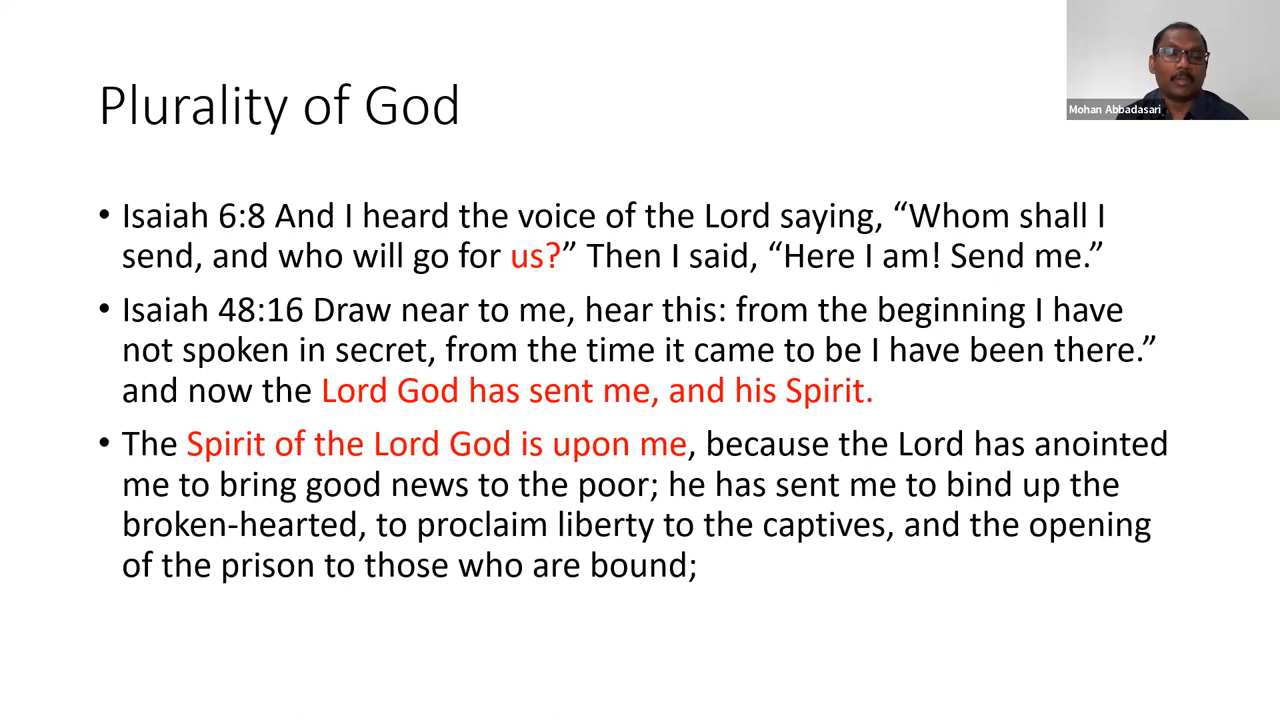 Plurality of God
Mohan Abbadasari
• Isaiah 6:8 And I heard the voice of the Lord saying, “Whom shall I
send, and who will go for us?” Then I said, “Here I am! Send me.”
• Isaiah 48:16 Draw near to me, hear this: from the beginning I have
not spoken in secret, from the time it came to be I have been there.”
and now the Lord God has sent me, and his Spirit.
• The Spirit of the Lord God is upon me, because the Lord has anointed
me to bring good news to the poor; he has sent me to bind up the
broken-hearted, to proclaim liberty to the captives, and the opening
of the prison to those who are bound;